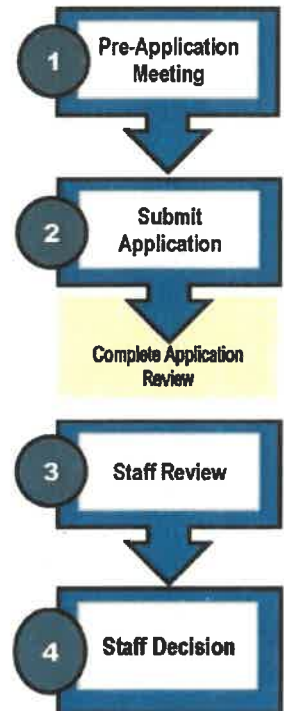 1
Pre-Application
Meeting
2
Submit
Application
Complete Application
Review
3
Staff Review
4
Staff Decision